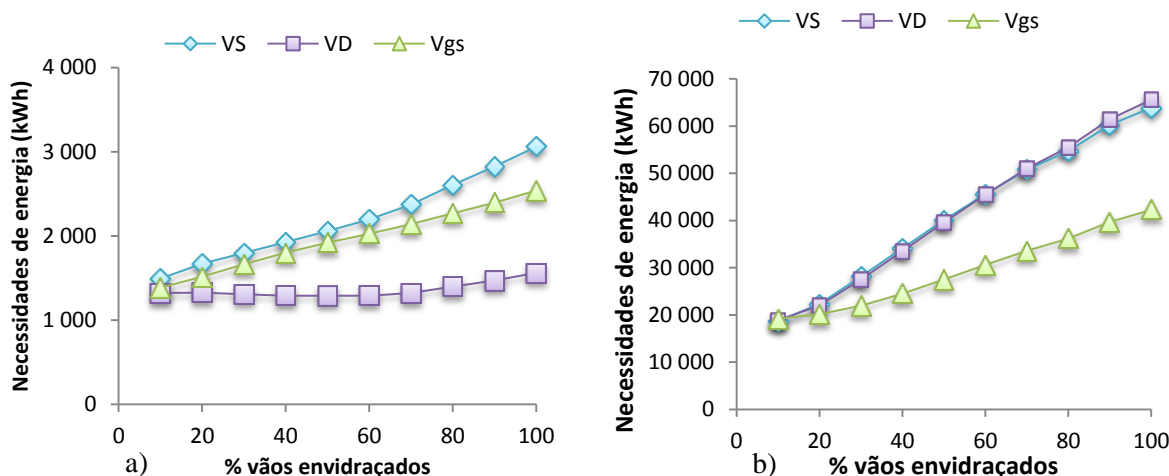 VS VD Vgs
Necessidades de energia (kWh)
4 000
3 000
2 000
1 000
0
0 20 40 60 80 100
a) % vãos envidraçados
VS VD Vgs
Necessidades de energia (kWh)
70 000
60 000
50 000
40 000
30 000
20 000
10 000
0
0 20 40 60 80 100
b) % vãos envidraçados